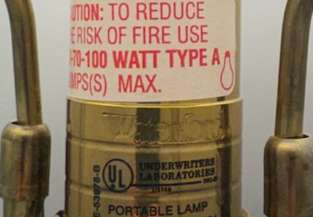 UTION: TO REDUCE
E RISK OF FIRE USE
-70-100 WATT TYPE A
MPS(S) MAX.
UL
UNDERWRITERS
LABORATORIES
PORTABLE LAMP